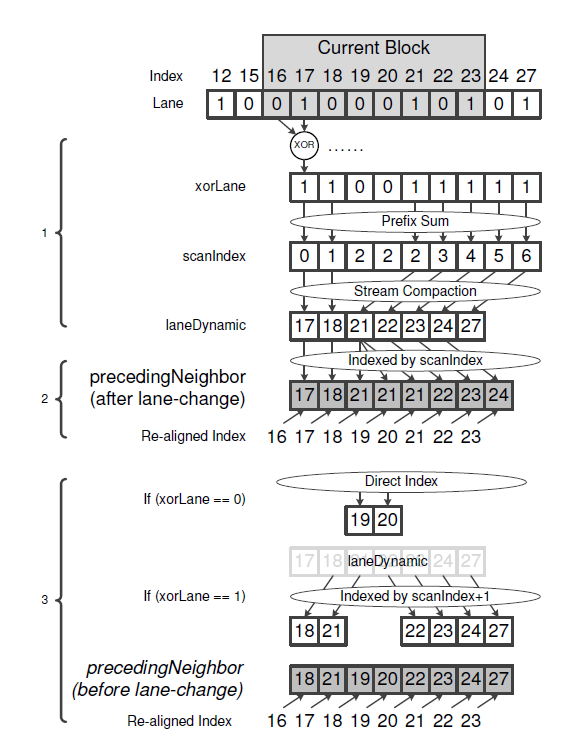 Current Block
Index 12 15 16 17 18 19 20 21 22 23 24 27
Lane 1 0 0 1 0 0 0 1 0 1 0 1
XOR ......
1
xorLane 1 1 0 0 1 1 1 1 1
Prefix Sum
scanIndex 0 1 2 2 2 3 4 5 6
Stream Compaction
laneDynamic 17 18 21 22 23 24 27
Indexed by scanIndex
2
precedingNeighbor
(after lane-change) 17 18 21 21 21 22 23 24
Re-aligned Index 16 17 18 19 20 21 22 23
Direct Index
If (xorLane == 0)
19 20
17 18 21 22 23 24 27
laneDynamic
3
If (xorLane == 1) Indexed by scanIndex+1
18 21 22 23 24 27
precedingNeighbor
(before lane-change) 18 21 19 20 22 23 24 27
Re-aligned Index 16 17 18 19 20 21 22 23